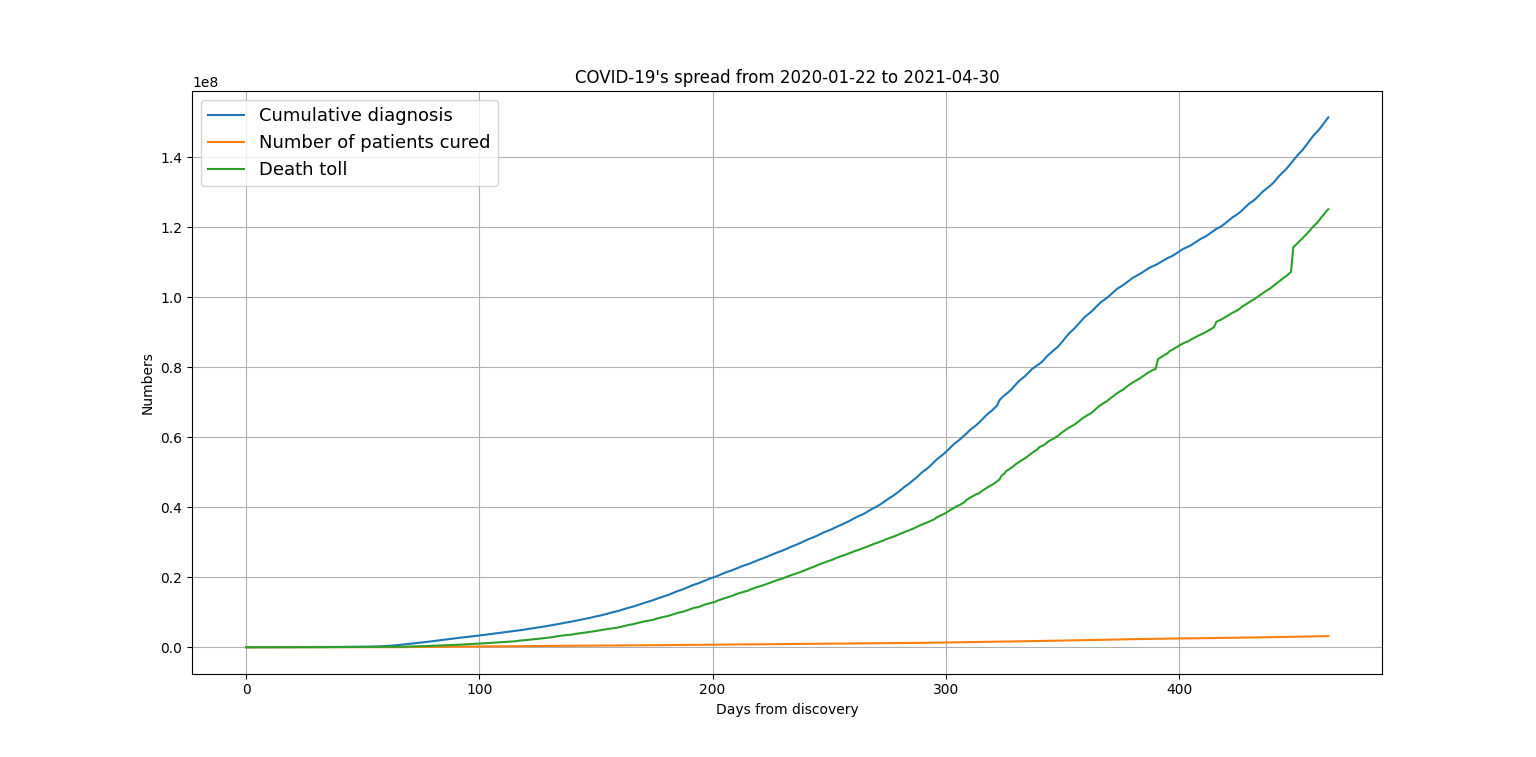 COVID-19's spread from 2020-01-22 to 2021-04-30
1e8
Cumulative diagnosis
Number of patients cured
Death toll
1.4
1.2
1.0
0.8
0.6
0.4
0.2
0.0
Numbers
0 100 200 300 400
Days from discovery